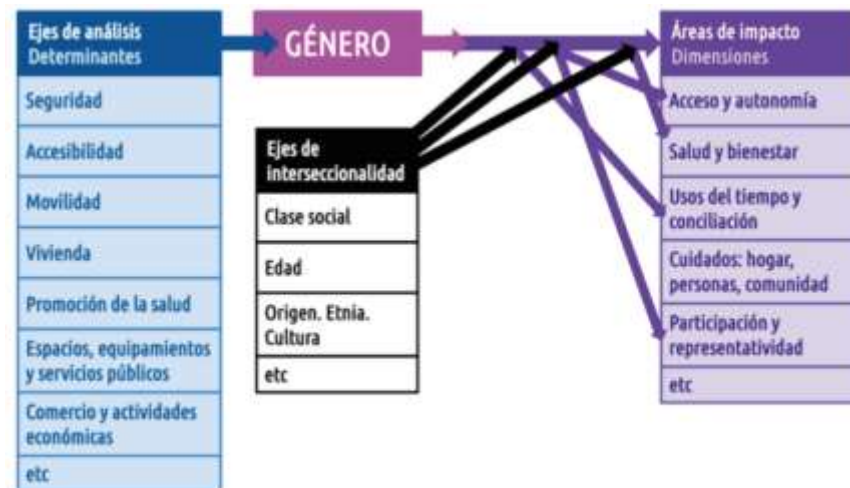 Ejes de análisis
Determinantes
Seguridad
Accesibilidad
Movilidad
Vivienda
Promoción de la salud
Espacios, equipamientos
y servicios públicos
Comercio y actividades
económicas
etc
GÉNERO
Ejes de
interseccionalidad
Clase social
Edad
Origen. Etnia.
Cultura
etc
Áreas de impacto
Dimensiones
Acceso y autonomía
Salud y bienestar
Usos del tiempo y
conciliación
Cuidados: hogar,
personas, comunidad
Participación y
representatividad
etc